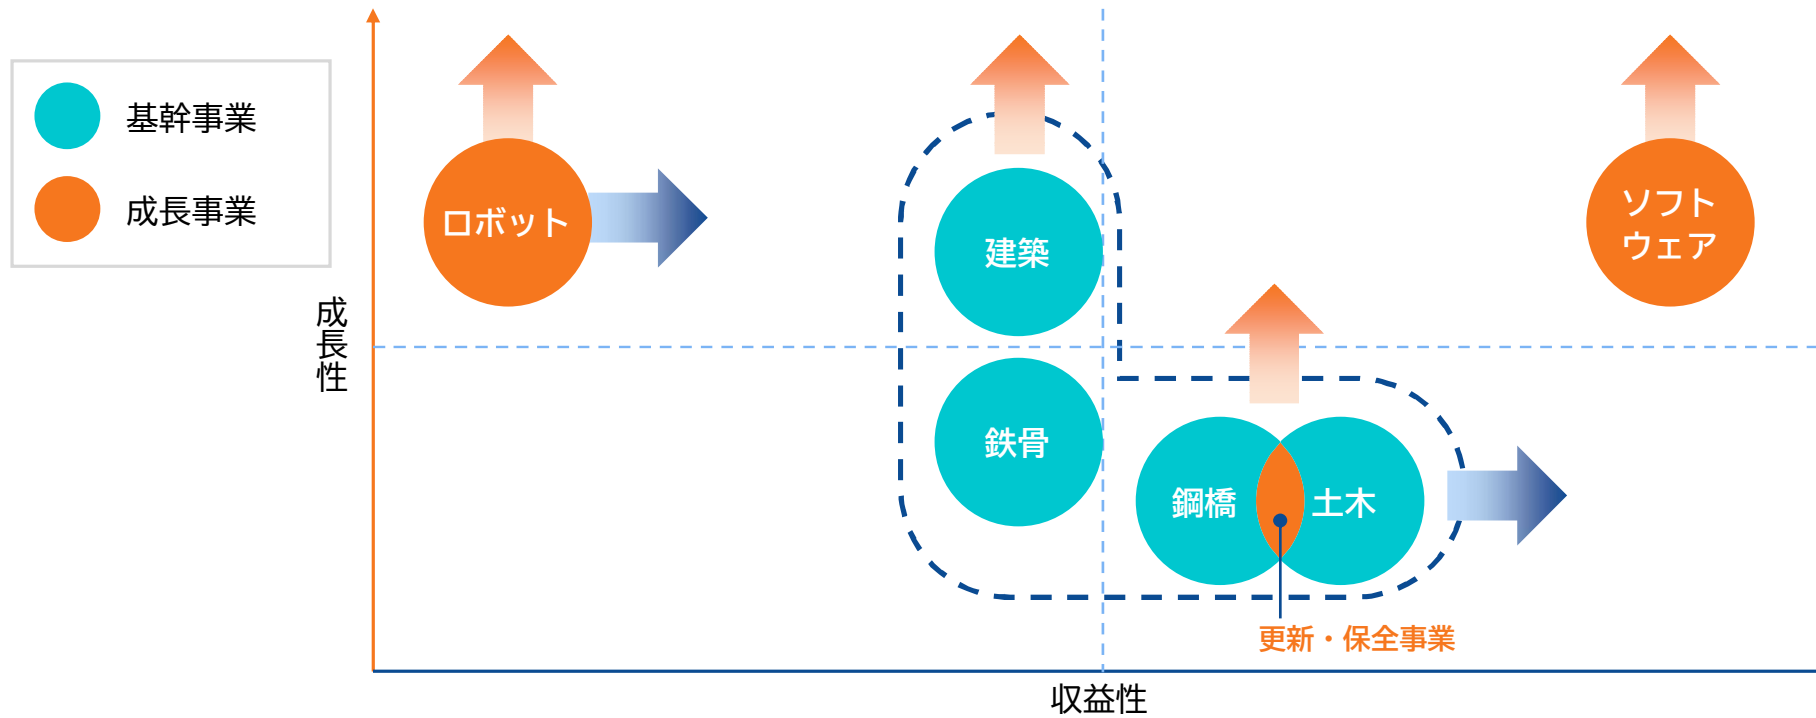 基幹事業
成長事業
成長性
ロボット
建築
ソフト
ウェア
鉄骨
鋼橋
土木
更新・保全事業
収益性